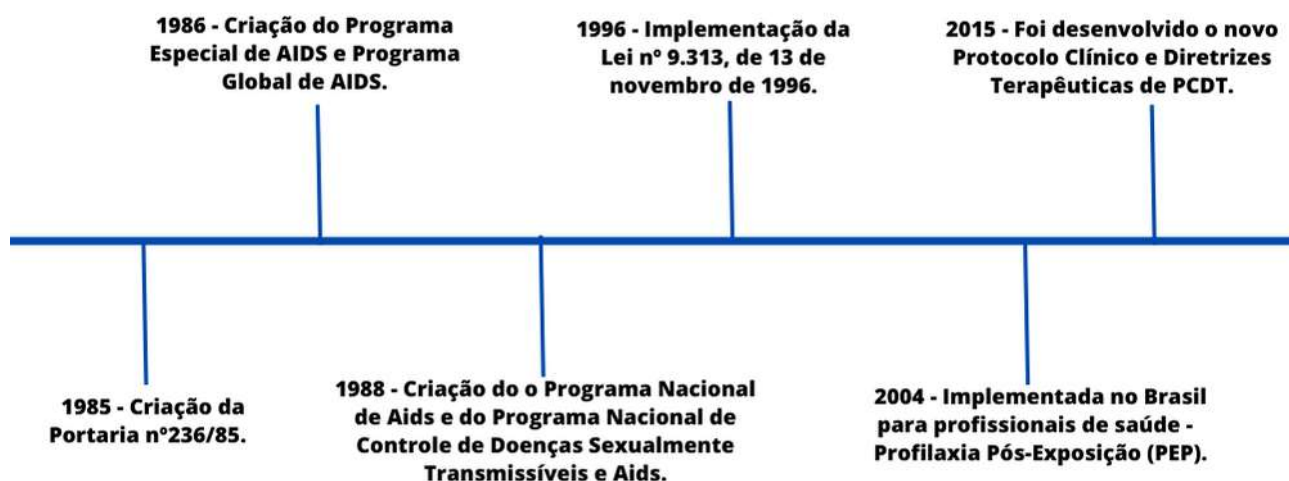 1986 - Criação do Programa
Especial de AIDS e Programa
Global de AIDS.
1996 - Implementação da
Lei nº 9.313, de 13 de
novembro de 1996.
2015 - Foi desenvolvido o novo
Protocolo Clínico e Diretrizes
Terapêuticas de PCDT.
1985 - Criação da
Portaria nº236/85.
1988 - Criação do o Programa Nacional
de Aids e do Programa Nacional de
Controle de Doenças Sexualmente
Transmissíveis e Aids.
2004 - Implementada no Brasil
para profissionais de saúde -
Profilaxia Pós-Exposição (PEP).